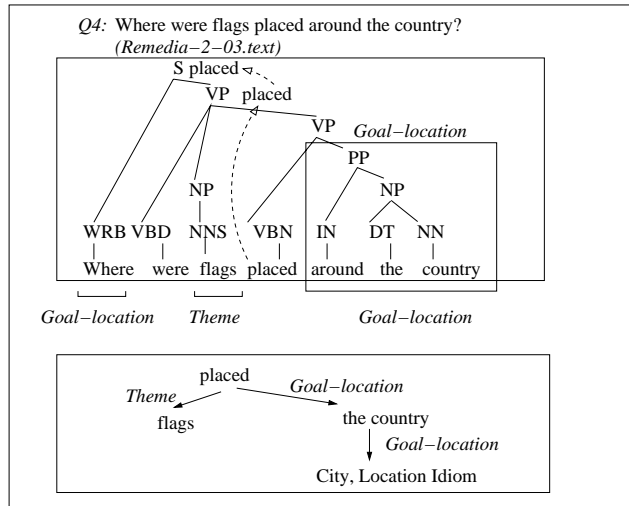 Q4: Where were flags placed around the country?
(Remedia−2−03.text)
S placed
VP placed
VP
Goal−location
PP
NP NP
WRB VBD NNS VBN IN DT NN
Where were flags placed around the country
Goal−location Theme Goal−location
placed
Theme Goal−location
flags the country
Goal−location
City, Location Idiom